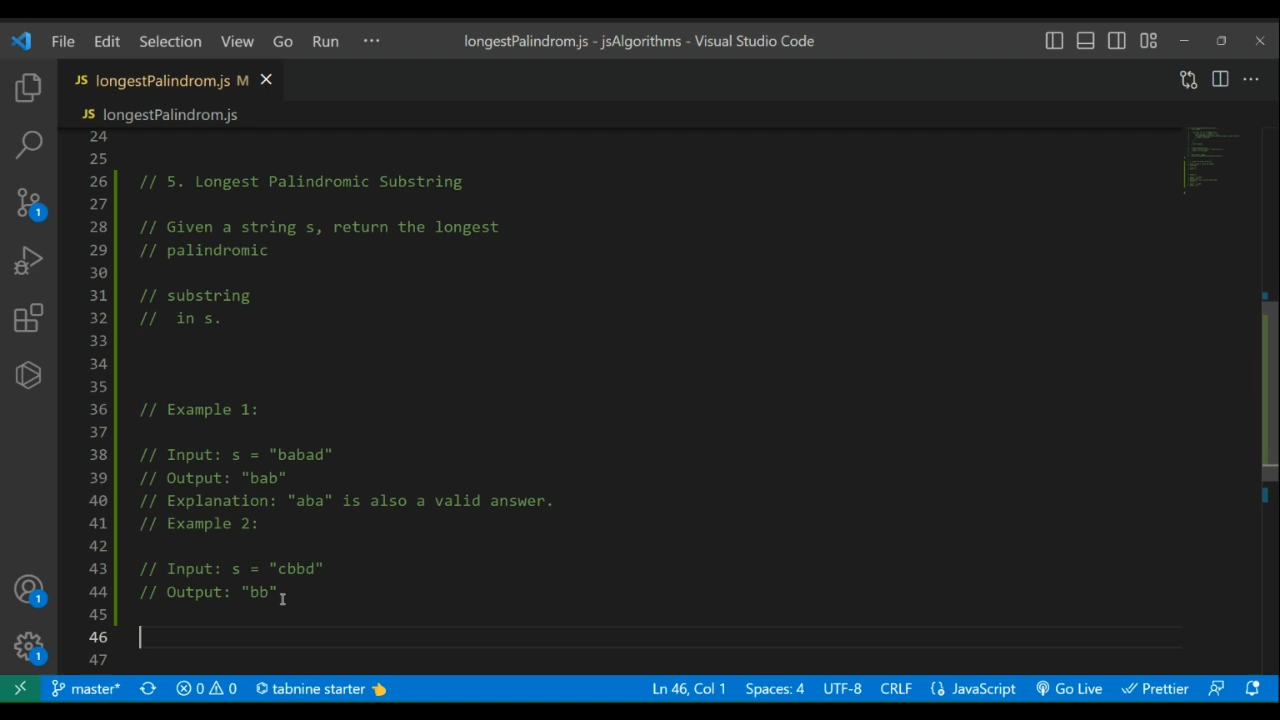 File Edit Selection View Go Run ··· longestPalindrom.js - jsAlgorithms - Visual Studio Code
JS longestPalindrom.js M
JS longestPalindrom.js
24
25
26 // 5. Longest Palindromic Substring
27
28 // Given a string s, return the longest
29 // palindromic
30
31 // substring
32 //  in s.
33
34
35
36 // Example 1:
37
38 // Input: s = "babad"
39 // Output: "bab"
40 // Explanation: "aba" is also a valid answer.
41 // Example 2:
42
43 // Input: s = "cbbd"
44 // Output: "bb"
45
46
47
1
1
1
master* 0 0 tabnine starter 👈 Ln 46, Col 1 Spaces: 4 UTF-8 CRLF {} JavaScript Go Live Prettier